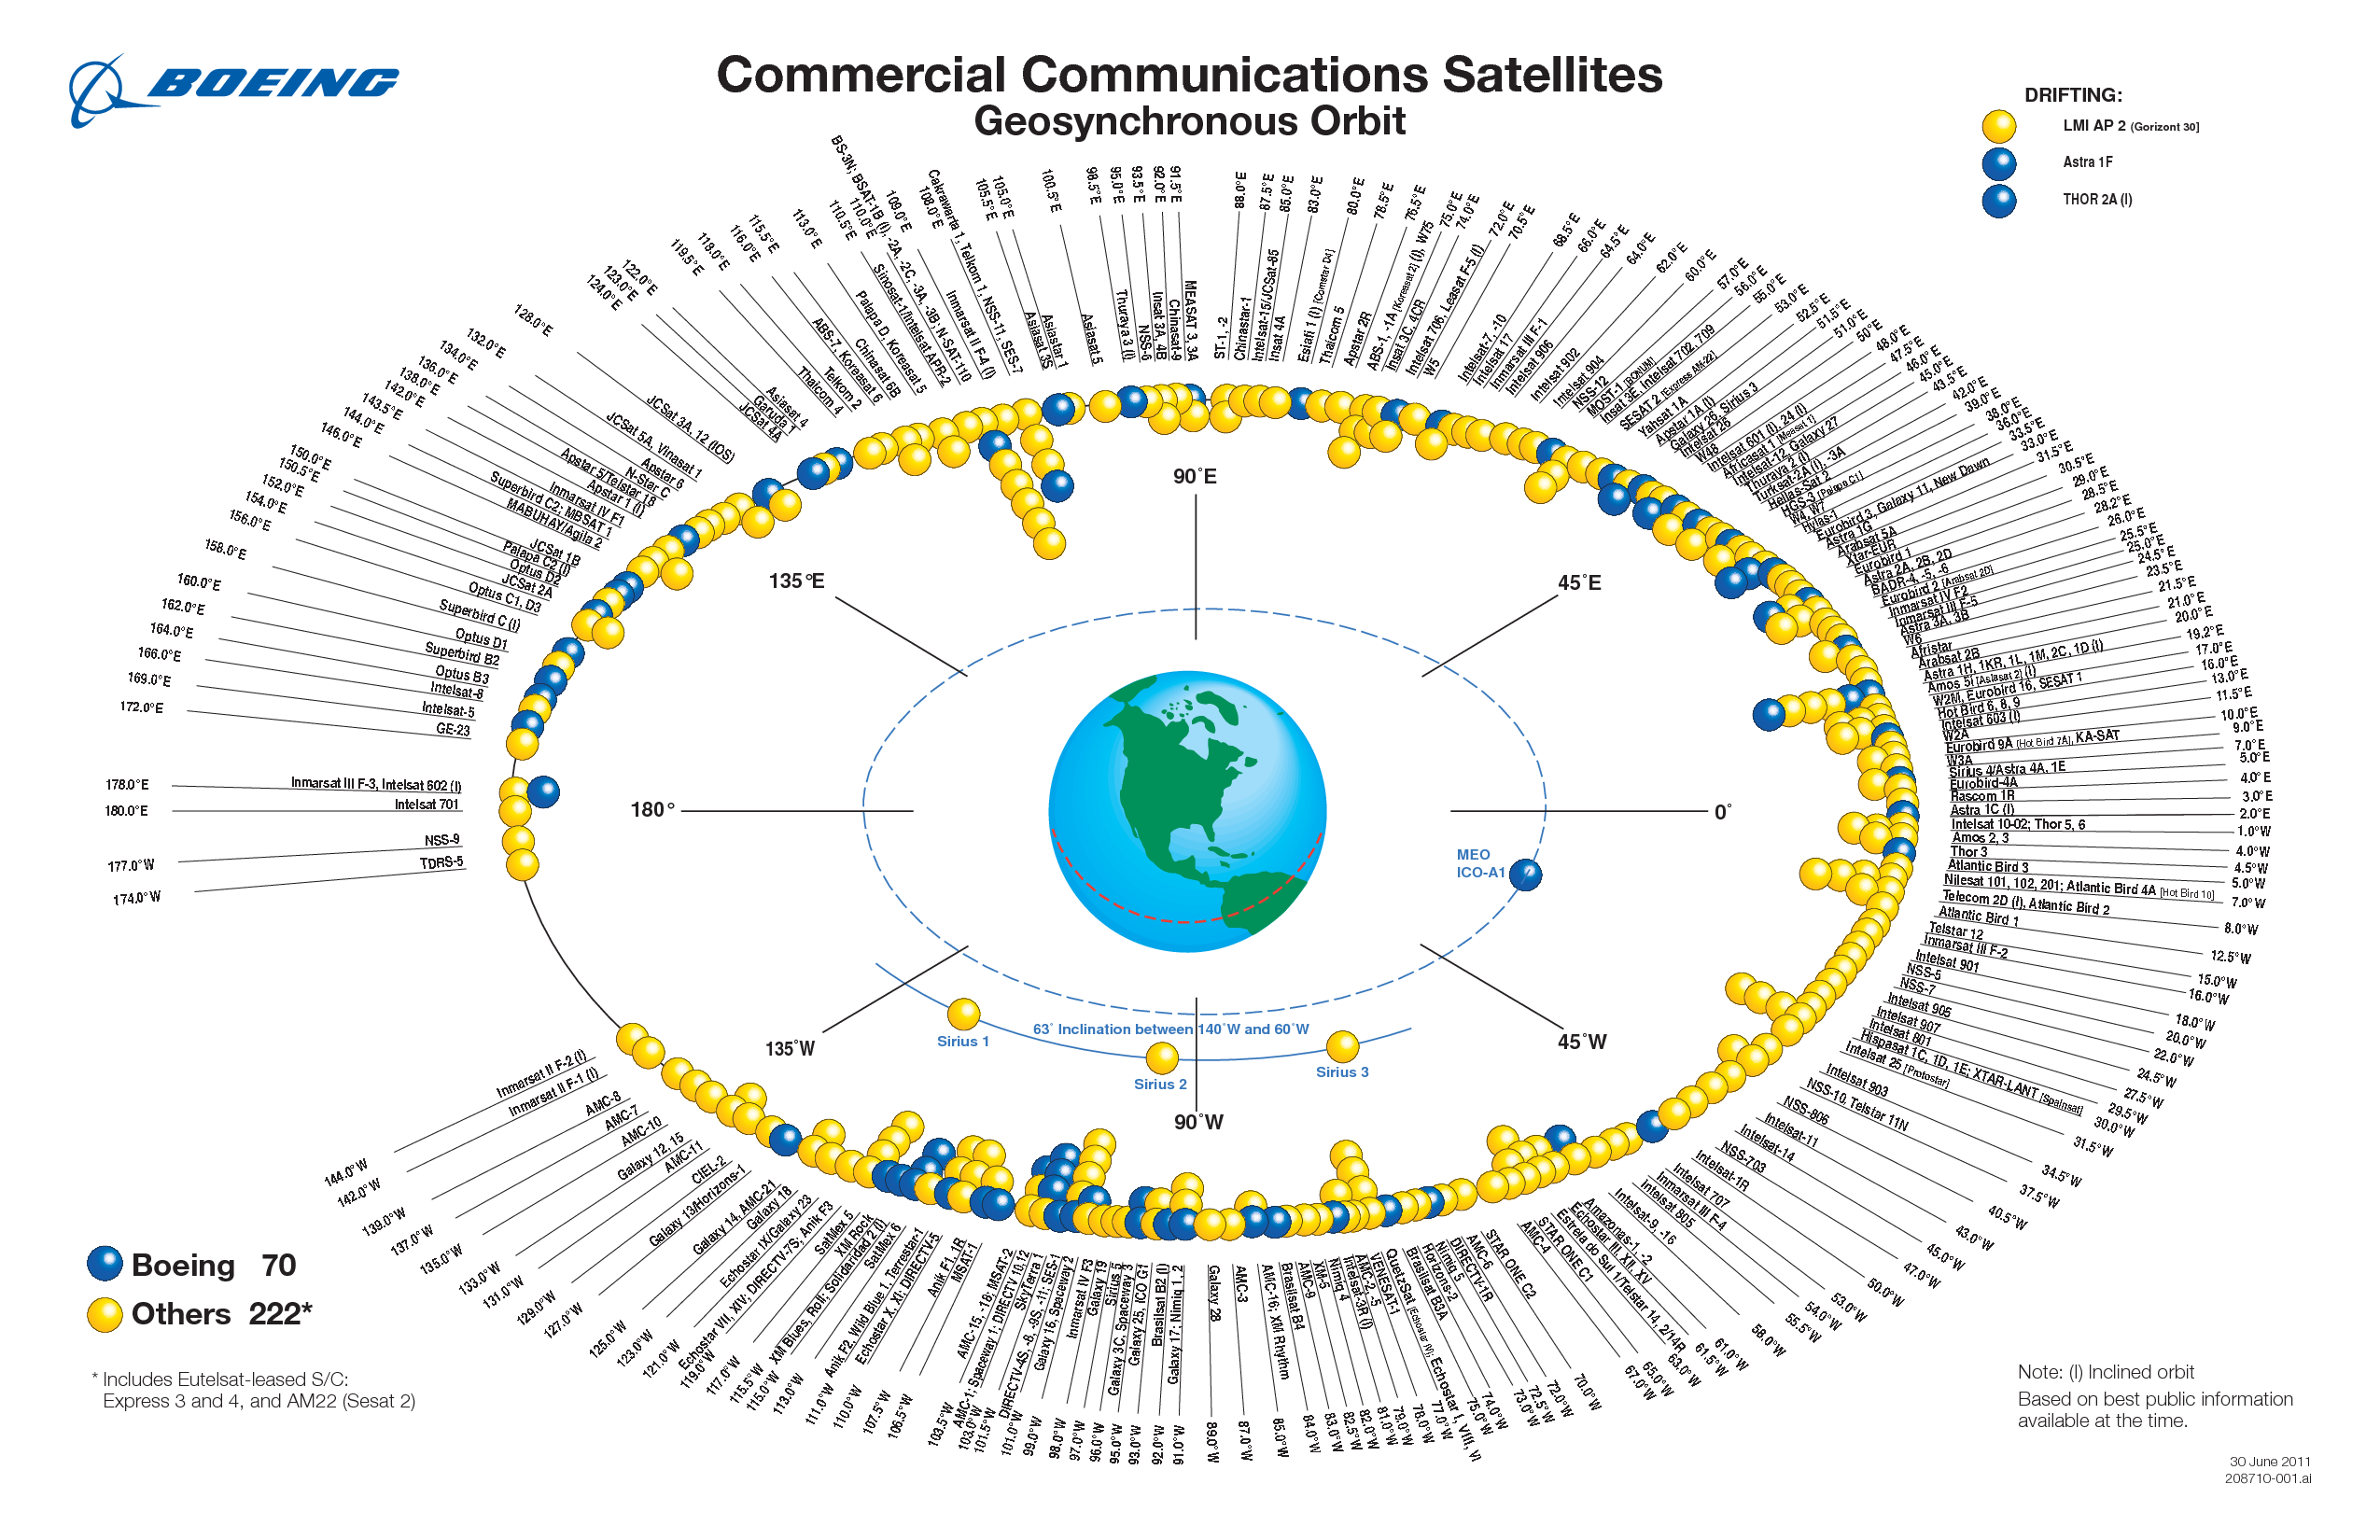 BOEING
Commercial Communications Satellites
Geosynchronous Orbit
DRIFTING:
LMI AP 2 (Gorizont 30]
Astra 1F
THOR 2A (I)
91.5°E
MEASAT 3, 3A
92.0°E
Chinasat-9
93.5°E
Insat 3A, 4B
95.0°E
NSS-6
98.5°E
Thuraya 3 (I)
100.5°E
Asiasat 5
105.0°E
Asiastar 1
105.5°E
Asiasat 3S
108.0°E
Cakrawarta 1, Telkom 1, NSS-11, SES-7
109.0°E
Inmarsat II F-4 (I)
110.0°E
BS-3N; BSAT-1B (I), -2A, -2C, -3A, -3B; N-SAT-110
110.5°E
Sinosat-1/Intelsat APR-2
113.0°E
Palapa D, Koreasat 5
115.5°E
Chinasat 6B
116.0°E
ABS-7, Koreasat 6
118.0°E
Telkom 2
119.5°E
Thaicom 4
122.0°E
Asiasat 4
123.0°E
Garuda 1
124.0°E
JCSat 4A
128.0°E
JCSat 3A, 12 (IOS)
132.0°E
JCSat 5A, Vinasat 1
134.0°E
Apstar 6
136.0°E
N-Star C
138.0°E
Apstar 5/Telstar 18
142.0°E
Apstar 1 (I)
143.5°E
Inmarsat IV F1
144.0°E
Superbird C2; MBSAT 1
146.0°E
MABUHAY/Agila 2
150.0°E
JCSat 1B
150.5°E
Palapa C2 (I)
152.0°E
Optus D2
154.0°E
JCSat 2A
156.0°E
Optus C1, D3
158.0°E
Superbird C (I)
160.0°E
Optus D1
162.0°E
Superbird B2
164.0°E
Optus B3
166.0°E
Intelsat-8
169.0°E
Intelsat-5
172.0°E
GE-23
178.0°E
Inmarsat III F-3, Intelsat 602 (I)
180.0°E
Intelsat 701
177.0°W
NSS-9
174.0°W
TDRS-5
88.0°E
ST-1, -2
87.5°E
Chinastar-1
85.0°E
Intelsat-15/JCSat-85
83.0°E
Insat 4A
80.0°E
Esiafi 1 (I) [Comstar D4]
78.5°E
Thaicom 5
76.5°E
Apstar 2R
75.0°E
ABS-1, -1A [Koreasat 2] (I), W75
74.0°E
Insat 3C, 4CR
72.0°E
Intelsat 706, Leasat F-5 (I)
70.5°E
W5
68.5°E
Intelsat-7, -10
66.0°E
Intelsat 17
64.5°E
Inmarsat III F-1
64.0°E
Intelsat 906
62.0°E
Intelsat 902
60.0°E
Intelsat 904
57.0°E
NSS-12
56.0°E
MOST-1 [BONUM]
55.0°E
Insat 3E, Intelsat 702, 709
53.0°E
SESAT 2 [Express AM-22]
52.5°E
Yahsat 1A
51.5°E
Apstar 1A (I)
51.0°E
Galaxy 26, Sirius 3
50°E
Intelsat 26
48.0°E
W48
47.5°E
Intelsat 601 (I), 24 (I)
46.0°E
Africasat 1 [Measat 1]
45.0°E
Intelsat-12, Galaxy 27
43.5°E
Thuraya 2 (I)
42.0°E
Turksat-2A (I), -3A
39.0°E
Hellas-Sat 2
38.0°E
HGS-3 [Palapa C1]
36.0°E
W4, W7
33.5°E
Hylas-1
33.0°E
Eurobird 3, Galaxy 11, New Dawn
31.5°E
Astra 1G
30.5°E
Arabsat 5A
29.0°E
Xtar-EUR
28.5°E
Eurobird 1
28.2°E
Astra 2A, 2B, 2D
26.0°E
BADR-4, -5, -6
25.5°E
Eurobird 2 [Arabsat 2D]
25.0°E
Inmarsat IV F2
24.5°E
Inmarsat III F-5
23.5°E
Astra 3A, 3B
21.5°E
W6
21.0°E
Afristar
20.0°E
Arabsat 2B
19.2°E
Astra 1H, 1KR, 1L, 1M, 2C, 1D (I)
17.0°E
Amos 5i [Asiasat 2] (I)
16.0°E
W2M, Eurobird 16, SESAT 1
13.0°E
Hot Bird 6, 8, 9
11.5°E
Intelsat 603 (I)
10.0°E
W2A
9.0°E
Eurobird 9A [Hot Bird 7A], KA-SAT
7.0°E
W3A
5.0°E
Sirius 4/Astra 4A, 1E
4.0°E
Eurobird-4A
3.0°E
Rascom 1R
2.0°E
Astra 1C (I)
1.0°W
Intelsat 10-02; Thor 5, 6
4.0°W
Amos 2, 3
4.5°W
Thor 3
5.0°W
Atlantic Bird 3
7.0°W
Nilesat 101, 102, 201; Atlantic Bird 4A [Hot Bird 10]
8.0°W
Telecom 2D (I), Atlantic Bird 2
12.5°W
Atlantic Bird 1
15.0°W
Telstar 12
16.0°W
Inmarsat III F-2
18.0°W
Intelsat 901
20.0°W
NSS-5
22.0°W
NSS-7
24.5°W
Intelsat 905
27.5°W
Intelsat 907
29.5°W
Intelsat 801
30.0°W
Hispasat 1C, 1D, 1E; XTAR-LANT [Spainsat]
31.5°W
Intelsat 25 [Protostar]
34.5°W
Intelsat 903
37.5°W
NSS-10, Telstar 11N
40.5°W
NSS-806
43.0°W
Intelsat-11
45.0°W
Intelsat-14
47.0°W
NSS-703
50.0°W
Intelsat-1R
53.0°W
Intelsat 707
54.0°W
Inmarsat III F-4
55.5°W
Intelsat 805
58.0°W
Intelsat-9, -16
61.0°W
Amazonas-1, -2
61.5°W
Echostar III, XII, XV
63.0°W
Estrela do Sul 1/Telstar 14, 2/14R
65.0°W
STAR ONE C1
67.0°W
AMC-4
70.0°W
STAR ONE C2
72.0°W
AMC-6
72.5°W
DIRECTV-1R
73.0°W
Nimiq 5
74.0°W
Horizons-2
75.0°W
Brasilsat B3A
77.0°W
QuetzSat [Echostar IV]; Echostar I, VIII, VI
78.0°W
VENESAT-1
79.0°W
AMC-2, -5
81.0°W
Intelsat-3R (I)
82.0°W
Nimiq 4
82.5°W
XM-5
83.0°W
AMC-9
84.0°W
Brasilsat B4
85.0°W
AMC-16; XM Rhythm
87.0°W
AMC-3
89.0°W
Galaxy 28
91.0°W
Galaxy 17; Nimiq 1, 2
92.0°W
Brasilsat B2 (I)
93.0°W
Galaxy 25, ICO G1
95.0°W
Galaxy 3C, Spaceway 3
96.0°W
Sirius 5
97.0°W
Galaxy 19
98.0°W
Inmarsat IV F3
99.0°W
Galaxy 16, Spaceway 2
101.0°W
DIRECTV-4S, -8, -9S, -11; SES-1
101.5°W
SkyTerra 1
103.0°W
AMC-1; Spaceway 1; DIRECTV 10,12
103.5°W
AMC-15, -18; MSAT-2
106.5°W
MSAT-1
107.5°W
Anik F1, 1R
110.0°W
Echostar X, XI; DIRECTV-5
111.0°W
Anik F2, Wild Blue 1, Terrestar-1
113.0°W
SatMex 6
115.0°W
XM Blues, Roll; Solidaridad 2 (I)
115.5°W
XM Rock
117.0°W
SatMex 5
119.0°W
Echostar VII, XIV; DIRECTV-7S; Anik F3
121.0°W
Echostar IX/Galaxy 23
123.0°W
Galaxy 18
125.0°W
Galaxy 14, AMC-21
127.0°W
Galaxy 13/Horizons-1
129.0°W
CIEL-2
131.0°W
AMC-11
133.0°W
Galaxy 12, 15
135.0°W
AMC-10
137.0°W
AMC-7
139.0°W
AMC-8
142.0°W
Inmarsat II F-1 (I)
144.0°W
Inmarsat II F-2 (I)
90°E
135°E
45°E
180°
0°
MEO
ICO-A1
63° Inclination between 140°W and 60°W
Sirius 1
Sirius 2
Sirius 3
135°W
45°W
90°W
Boeing 70
Others 222*
* Includes Eutelsat-leased S/C:
Express 3 and 4, and AM22 (Sesat 2)
Note: (I) Inclined orbit
Based on best public information
available at the time.
30 June 2011
208710-001.ai